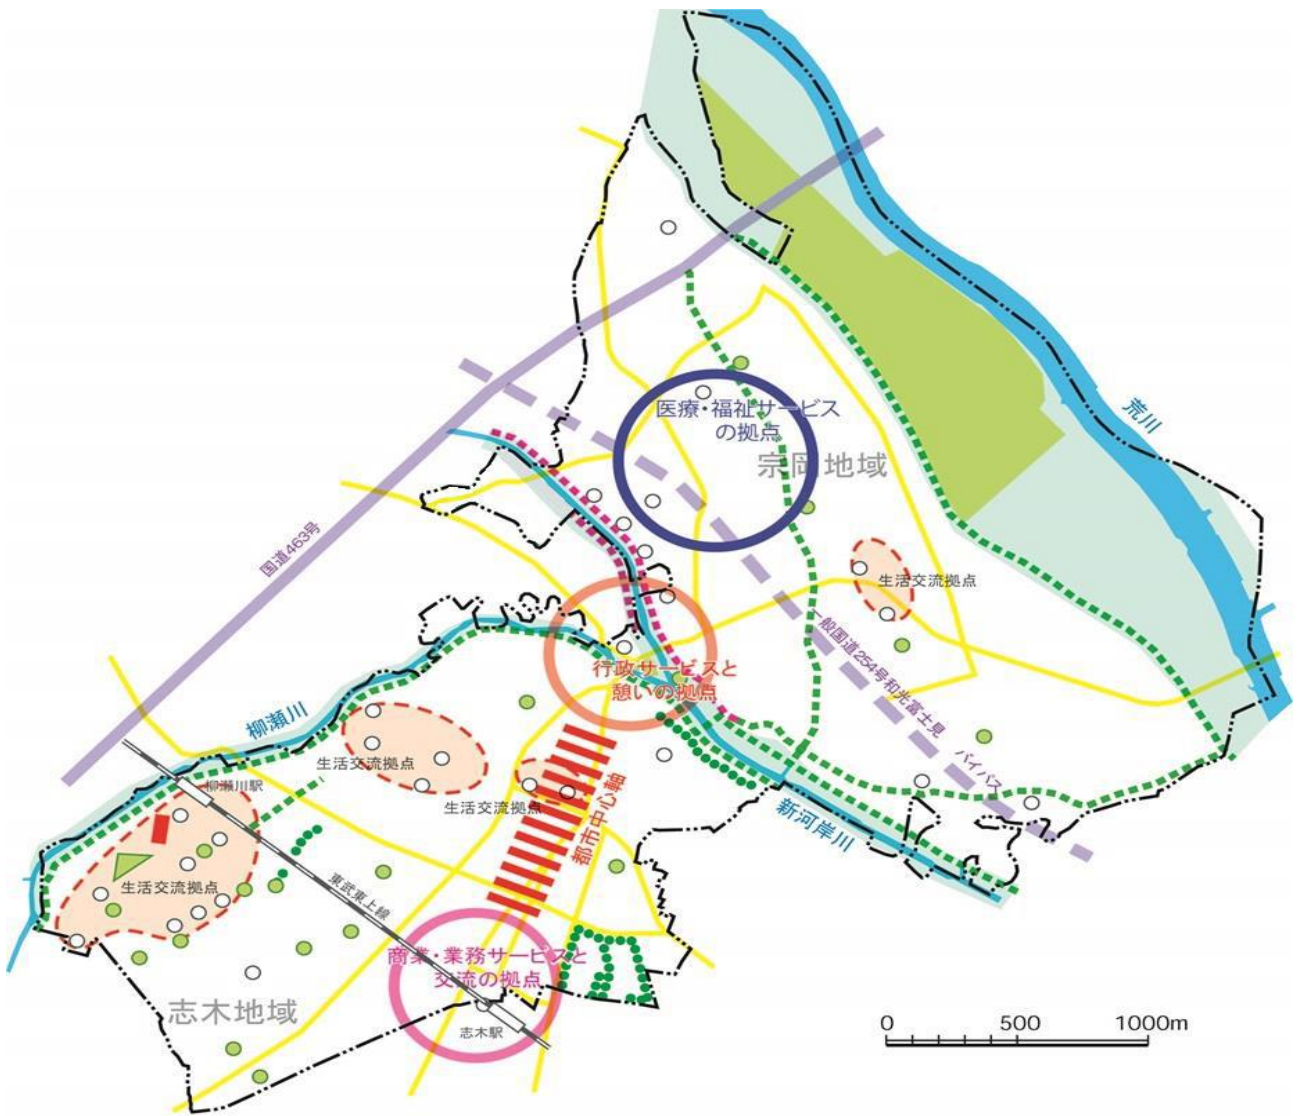 荒川
医療・福祉サービス
の拠点
宗岡地域
国道463号
生活交流拠点
一般国道254号和光富士見 バイパス
行政サービスと
憩いの拠点
柳瀬川
生活交流拠点
柳瀬川駅
生活交流拠点
都市中心軸
新河岸川
生活交流拠点
東武東上線
商業・業務サービスと
交流の拠点
志木地域
志木駅
0 500 1000m